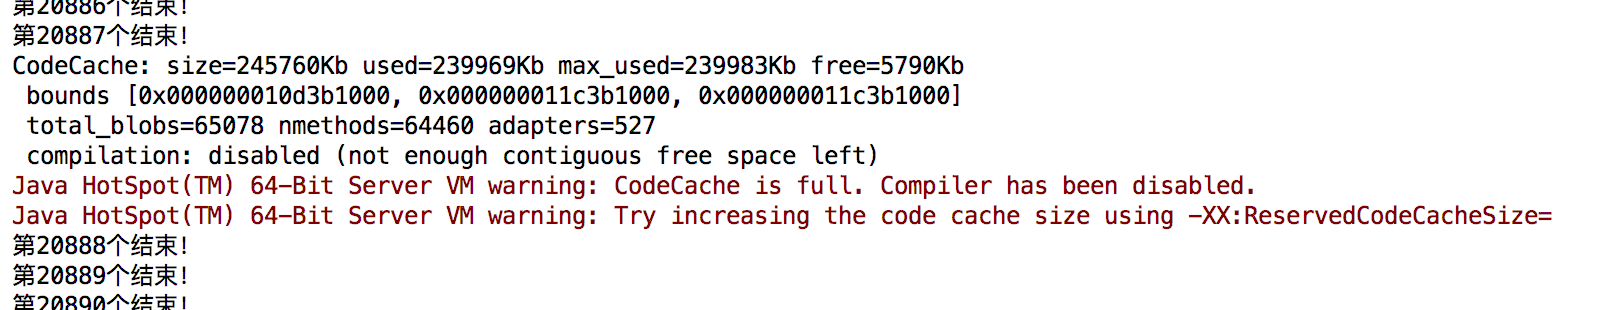 第20886个结束!
第20887个结束!
CodeCache: size=245760Kb used=239969Kb max_used=239983Kb free=5790Kb
bounds [0x000000010d3b1000, 0x000000011c3b1000, 0x000000011c3b1000]
total_blobs=65078 nmethods=64460 adapters=527
compilation: disabled (not enough contiguous free space left)
Java HotSpot(TM) 64-Bit Server VM warning: CodeCache is full. Compiler has been disabled.
Java HotSpot(TM) 64-Bit Server VM warning: Try increasing the code cache size using -XX:ReservedCodeCacheSize=
第20888个结束!
第20889个结束!
第20890个结束!